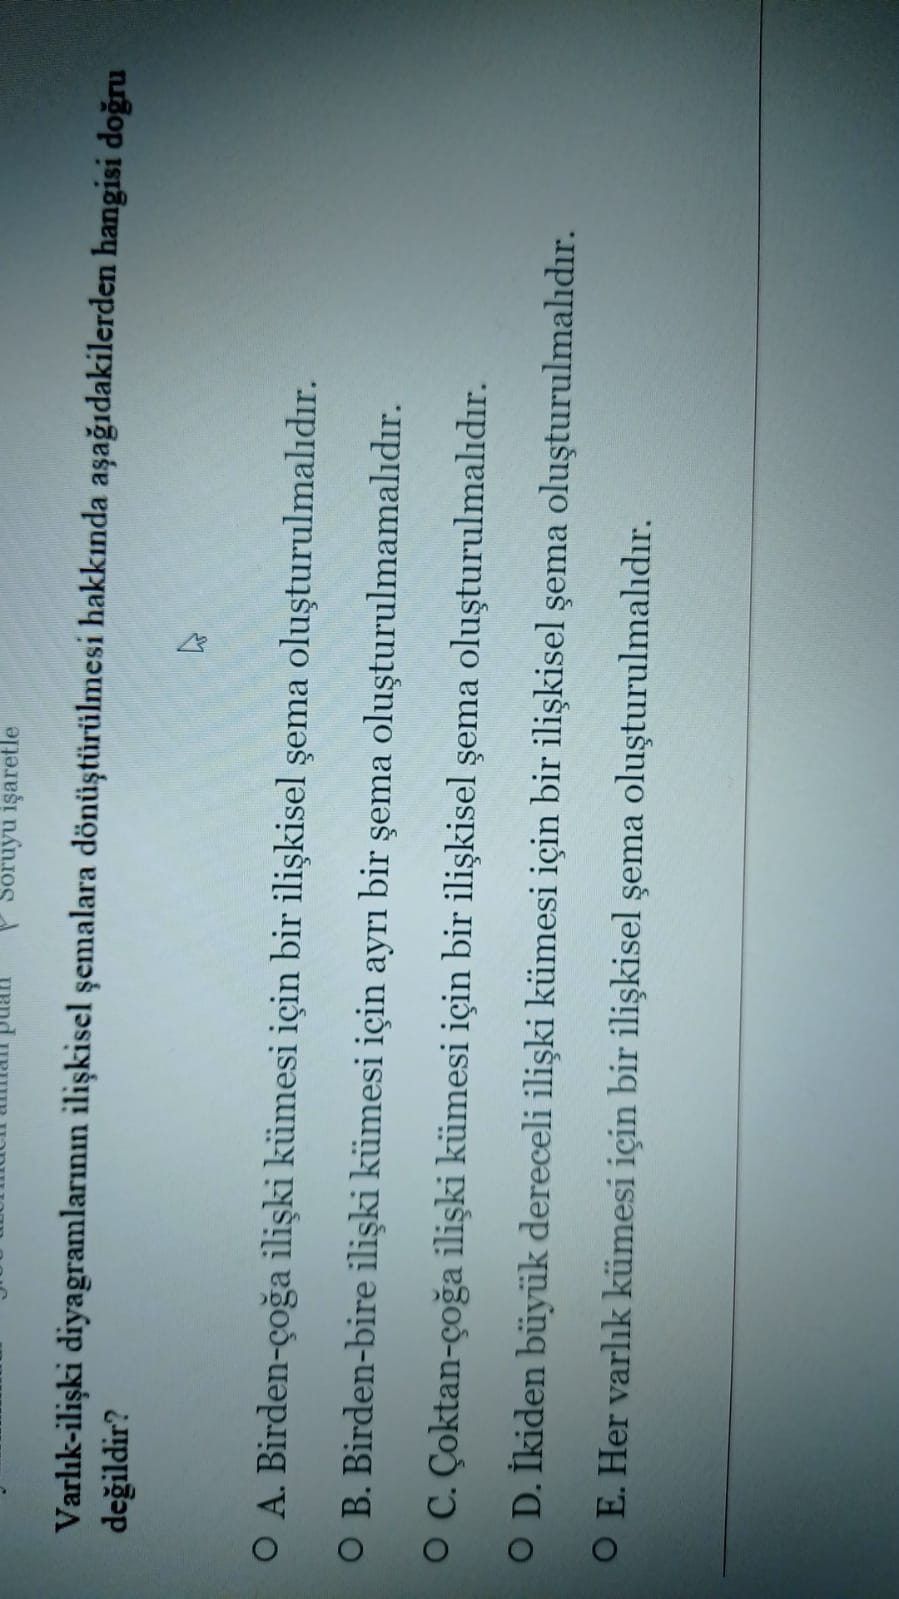 Soruyu işaretle
Varlık-ilişki diyagramlarının ilişkisel şemalara dönüştürülmesi hakkında aşağıdakilerden hangisi doğru
değildir?
A. Birden-çoğa ilişki kümesi için bir ilişkisel şema oluşturulmalıdır.
B. Birden-bire ilişki kümesi için ayrı bir şema oluşturulmamalıdır.
C. Çoktan-çoğa ilişki kümesi için bir ilişkisel şema oluşturulmalıdır.
D. İkiden büyük dereceli ilişki kümesi için bir ilişkisel şema oluşturulmalıdır.
E. Her varlık kümesi için bir ilişkisel şema oluşturulmalıdır.